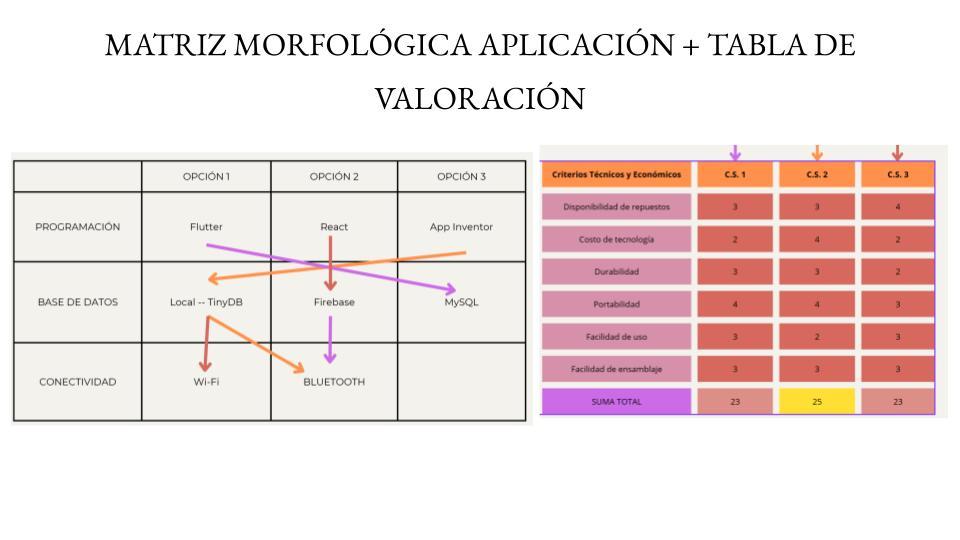 MATRIZ MORFOLÓGICA APLICACIÓN + TABLA DE
VALORACIÓN
OPCIÓN 1 OPCIÓN 2 OPCIÓN 3
PROGRAMACIÓN Flutter React App Inventor
BASE DE DATOS Local -- TinyDB Firebase MySQL
CONECTIVIDAD Wi-Fi BLUETOOTH
Criterios Técnicos y Económicos C.S. 1 C.S. 2 C.S. 3
Disponibilidad de repuestos 3 3 4
Costo de tecnología 2 4 2
Durabilidad 3 3 2
Portabilidad 4 4 3
Facilidad de uso 3 2 3
Facilidad de ensamblaje 3 3 3
SUMA TOTAL 23 25 23